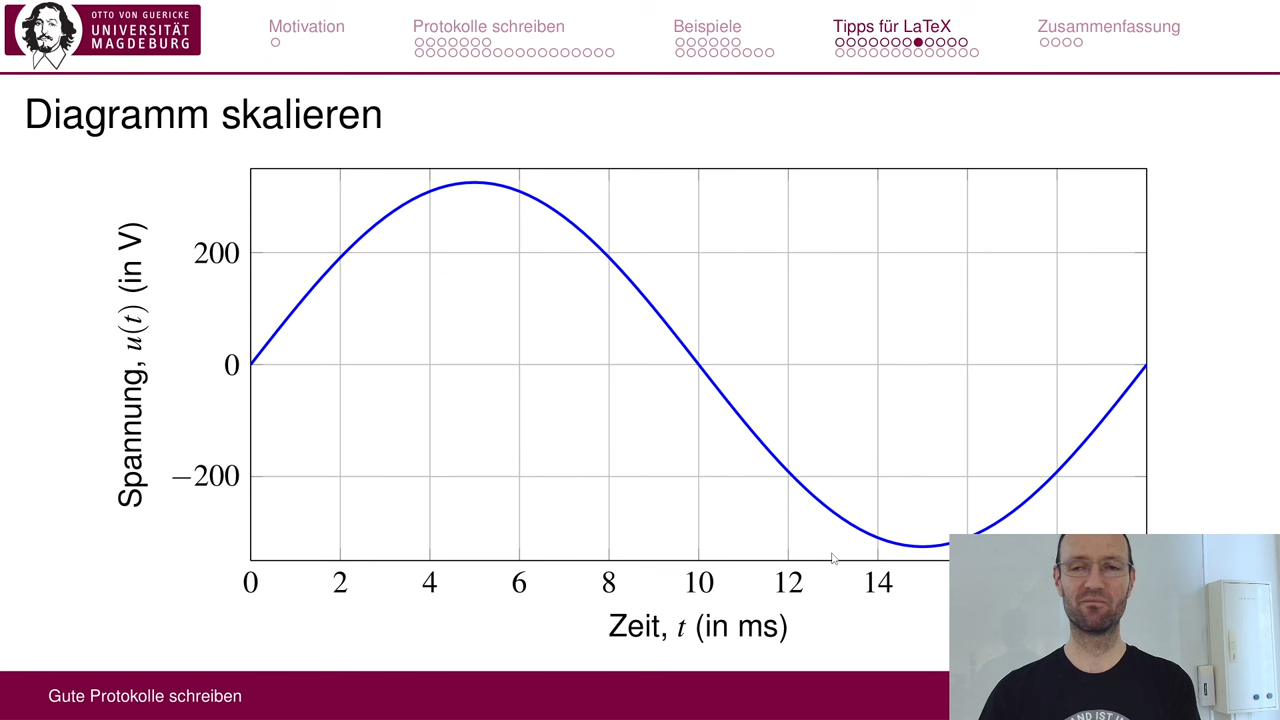 OTTO VON GUERICKE
UNIVERSITÄT
MAGDEBURG
Motivation
Protokolle schreiben
Beispiele
Tipps für LaTeX
Zusammenfassung
Diagramm skalieren
Spannung, u(t) (in V)
200
0
−200
0 2 4 6 8 10 12 14
Zeit, t (in ms)
Gute Protokolle schreiben